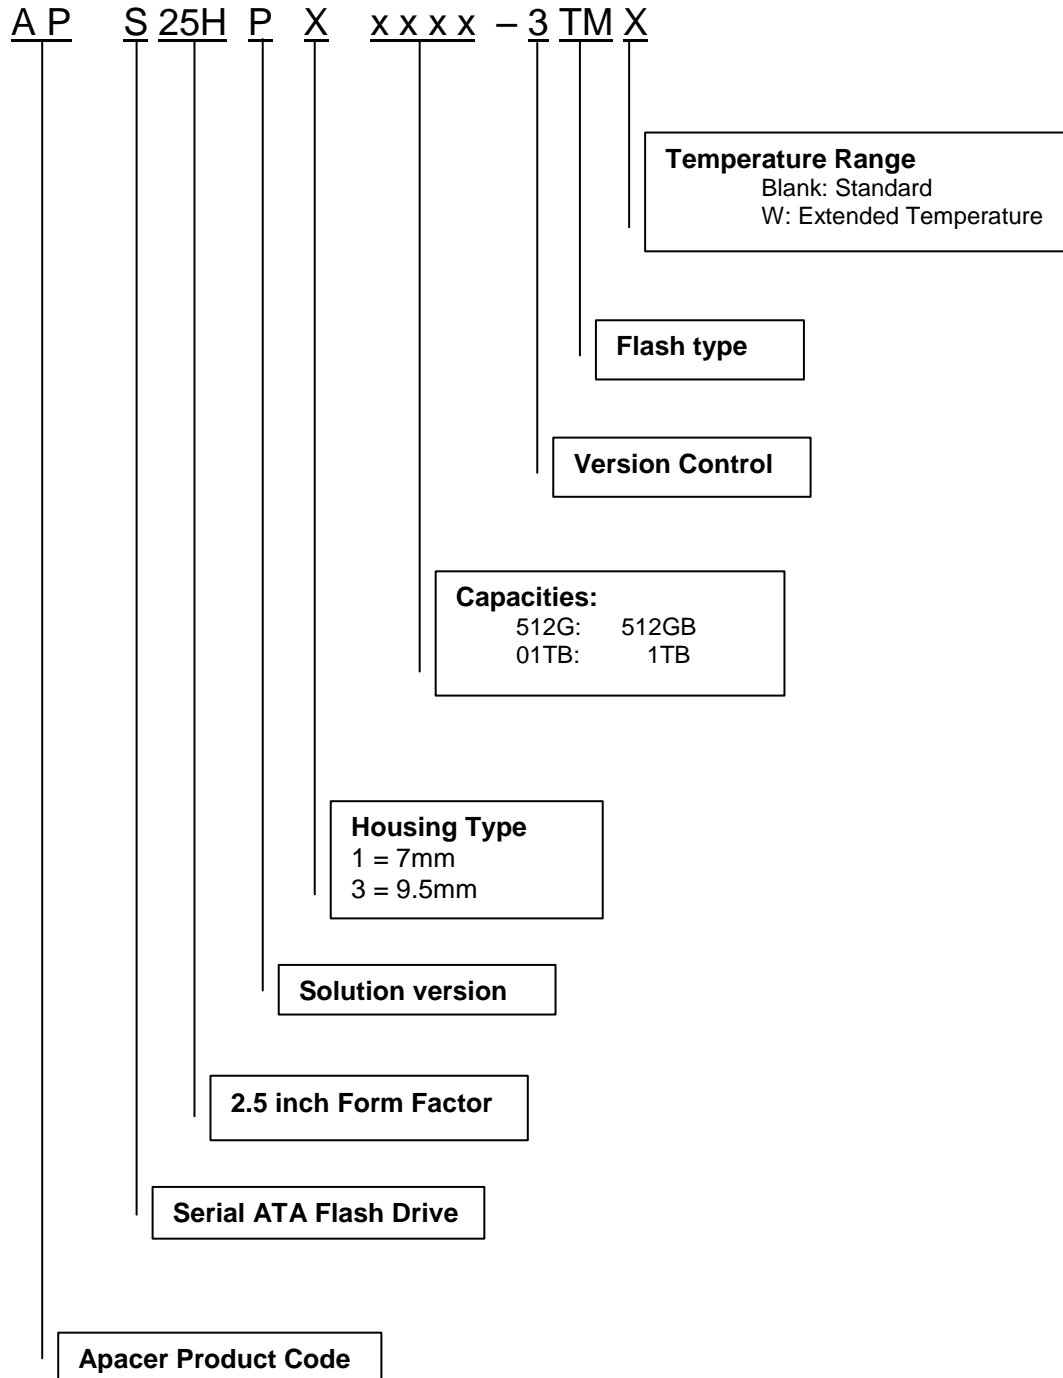 A P S 25H P X x x x x – 3 TM X
Temperature Range
Blank: Standard
W: Extended Temperature
Flash type
Version Control
Capacities:
512G: 512GB
01TB: 1TB
Housing Type
1 = 7mm
3 = 9.5mm
Solution version
2.5 inch Form Factor
Serial ATA Flash Drive
Apacer Product Code